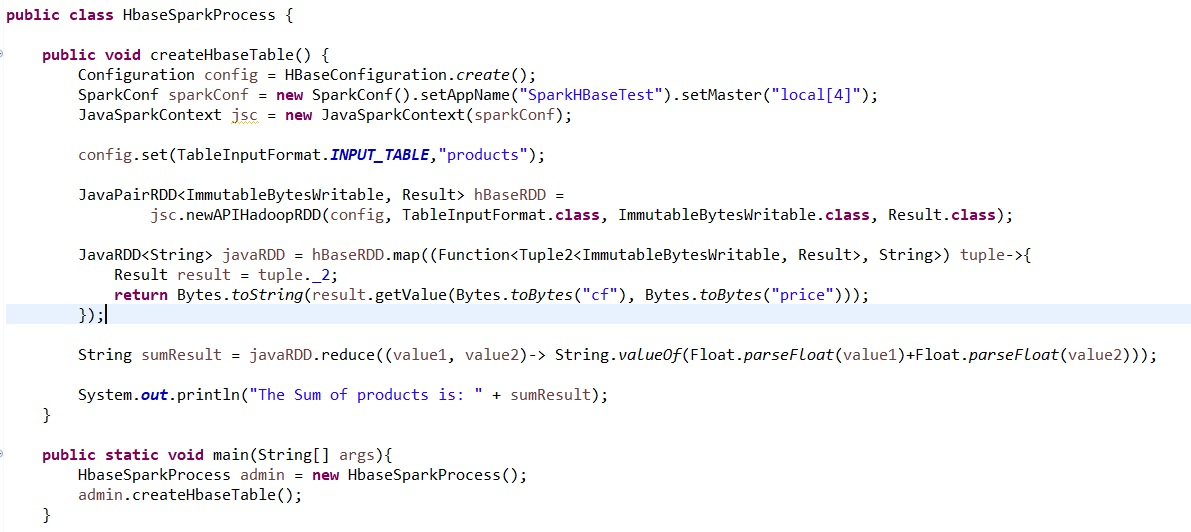 public class HbaseSparkProcess {
public void createHbaseTable() {
Configuration config = HBaseConfiguration.create();
SparkConf sparkConf = new SparkConf().setAppName("SparkHBaseTest").setMaster("local[4]");
JavaSparkContext jsc = new JavaSparkContext(sparkConf);
config.set(TableInputFormat.INPUT_TABLE,"products");
JavaPairRDD<ImmutableBytesWritable, Result> hBaseRDD =
jsc.newAPIHadoopRDD(config, TableInputFormat.class, ImmutableBytesWritable.class, Result.class);
JavaRDD<String> javaRDD = hBaseRDD.map((Function<Tuple2<ImmutableBytesWritable, Result>, String>) tuple->{
Result result = tuple._2;
return Bytes.toString(result.getValue(Bytes.toBytes("cf"), Bytes.toBytes("price")));
});
String sumResult = javaRDD.reduce((value1, value2)-> String.valueOf(Float.parseFloat(value1)+Float.parseFloat(value2)));
System.out.println("The Sum of products is: " + sumResult);
}
public static void main(String[] args){
HbaseSparkProcess admin = new HbaseSparkProcess();
admin.createHbaseTable();
}